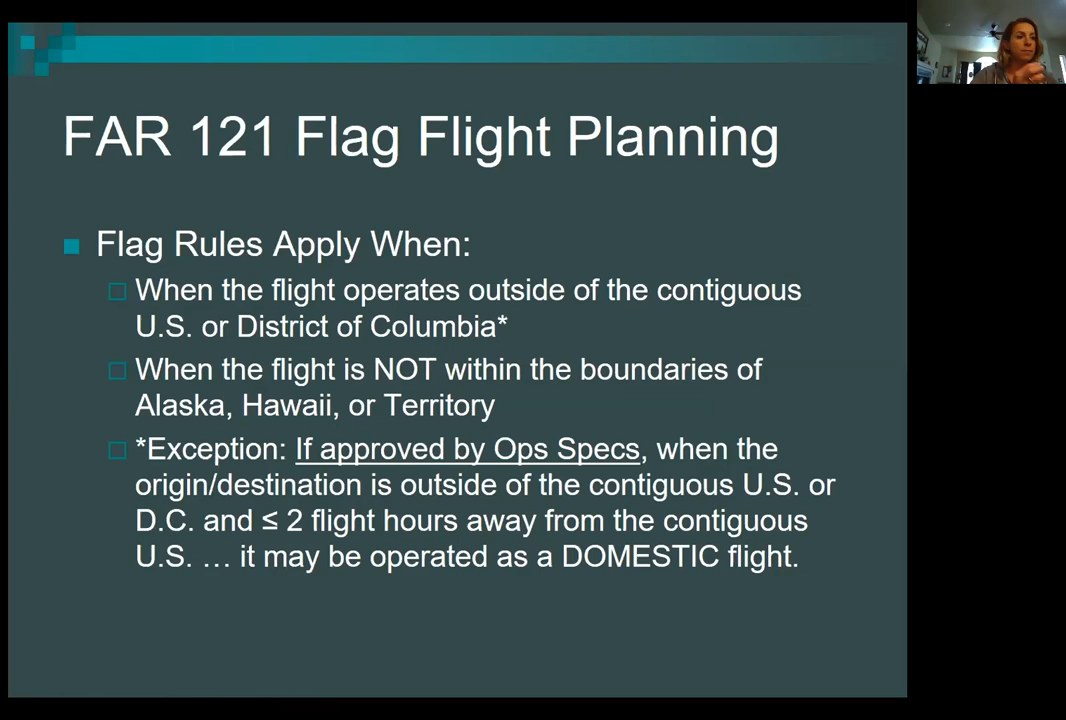 FAR 121 Flag Flight Planning
Flag Rules Apply When:
When the flight operates outside of the contiguous
U.S. or District of Columbia*
When the flight is NOT within the boundaries of
Alaska, Hawaii, or Territory
*Exception: If approved by Ops Specs, when the
origin/destination is outside of the contiguous U.S. or
D.C. and ≤ 2 flight hours away from the contiguous
U.S. … it may be operated as a DOMESTIC flight.